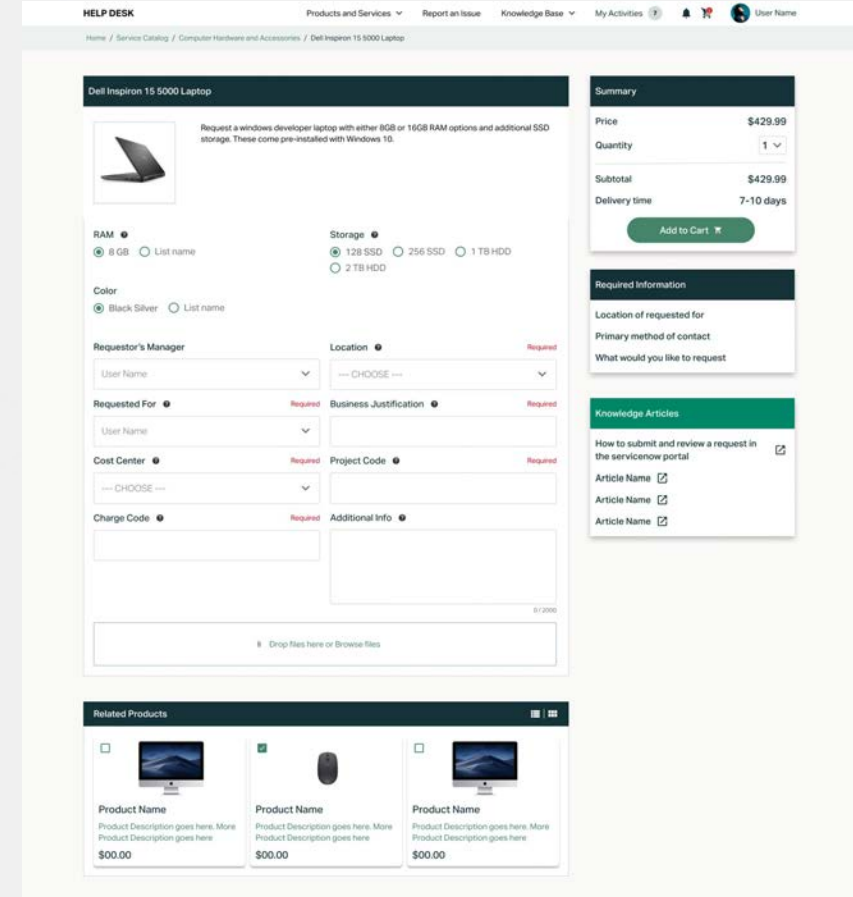 HELP DESK
Products and Services
Report an Issue
Knowledge Base
My Activities 7
User Name
Home / Service Catalog / Computer Hardware and Accessories / Dell Inspiron 15 5000 Laptop
Dell Inspiron 15 5000 Laptop
Request a windows developer laptop with either 8GB or 16GB RAM options and additional SSD
storage. These come pre-installed with Windows 10.
RAM
8 GB List name
Storage
128 SSD 256 SSD 1 TB HDD
2 TB HDD
Color
Black Silver List name
Requestor's Manager
User Name
Location Required
--- CHOOSE ---
Requested For Required
User Name
Business Justification Required
Cost Center Required
--- CHOOSE ---
Project Code Required
Charge Code Required
Additional Info
0/2000
Drop files here or Browse files
Related Products
Product Name
Product Description goes here. More
Product Description goes here
$00.00
Product Name
Product Description goes here. More
Product Description goes here
$00.00
Product Name
Product Description goes here. More
Product Description goes here
$00.00
Summary
Price $429.99
Quantity 1
Subtotal $429.99
Delivery time 7-10 days
Add to Cart
Required Information
Location of requested for
Primary method of contact
What would you like to request
Knowledge Articles
How to submit and review a request in
the servicenow portal
Article Name
Article Name
Article Name